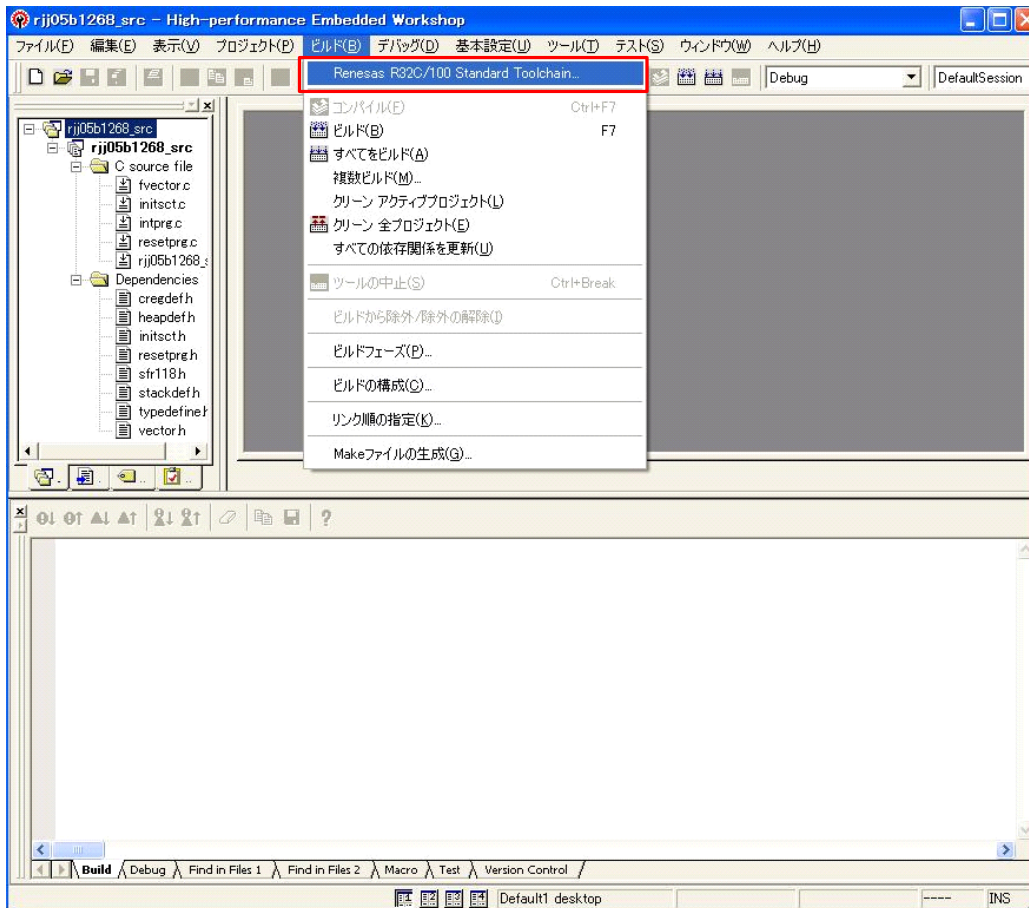 rjj05b1268_src - High-performance Embedded Workshop
ファイル(F) 編集(E) 表示(V) プロジェクト(P) ビルド(B) デバッグ(D) 基本設定(U) ツール(T) テスト(S) ウィンドウ(W) ヘルプ(H)
Debug DefaultSession
Renesas R32C/100 Standard Toolchain...
コンパイル(F) Ctrl+F7
ビルド(B) F7
すべてをビルド(A)
複数ビルド(M)...
クリーン アクティブプロジェクト(L)
クリーン 全プロジェクト(E)
すべての依存関係を更新(U)
ツールの中止(S) Ctrl+Break
ビルドから除外/除外の解除(I)
ビルドフェーズ(P)...
ビルドの構成(C)...
リンク順の指定(K)...
Makeファイルの生成(G)...
rjj05b1268_src
rjj05b1268_src
C source file
fvector.c
initsct.c
intprg.c
resetprg.c
rjj05b1268_s
Dependencies
cregdef.h
heapdef.h
initsct.h
resetprg.h
sfr118.h
stackdef.h
typedefine.h
vector.h
Build Debug Find in Files 1 Find in Files 2 Macro Test Version Control
Default1 desktop ---- INS